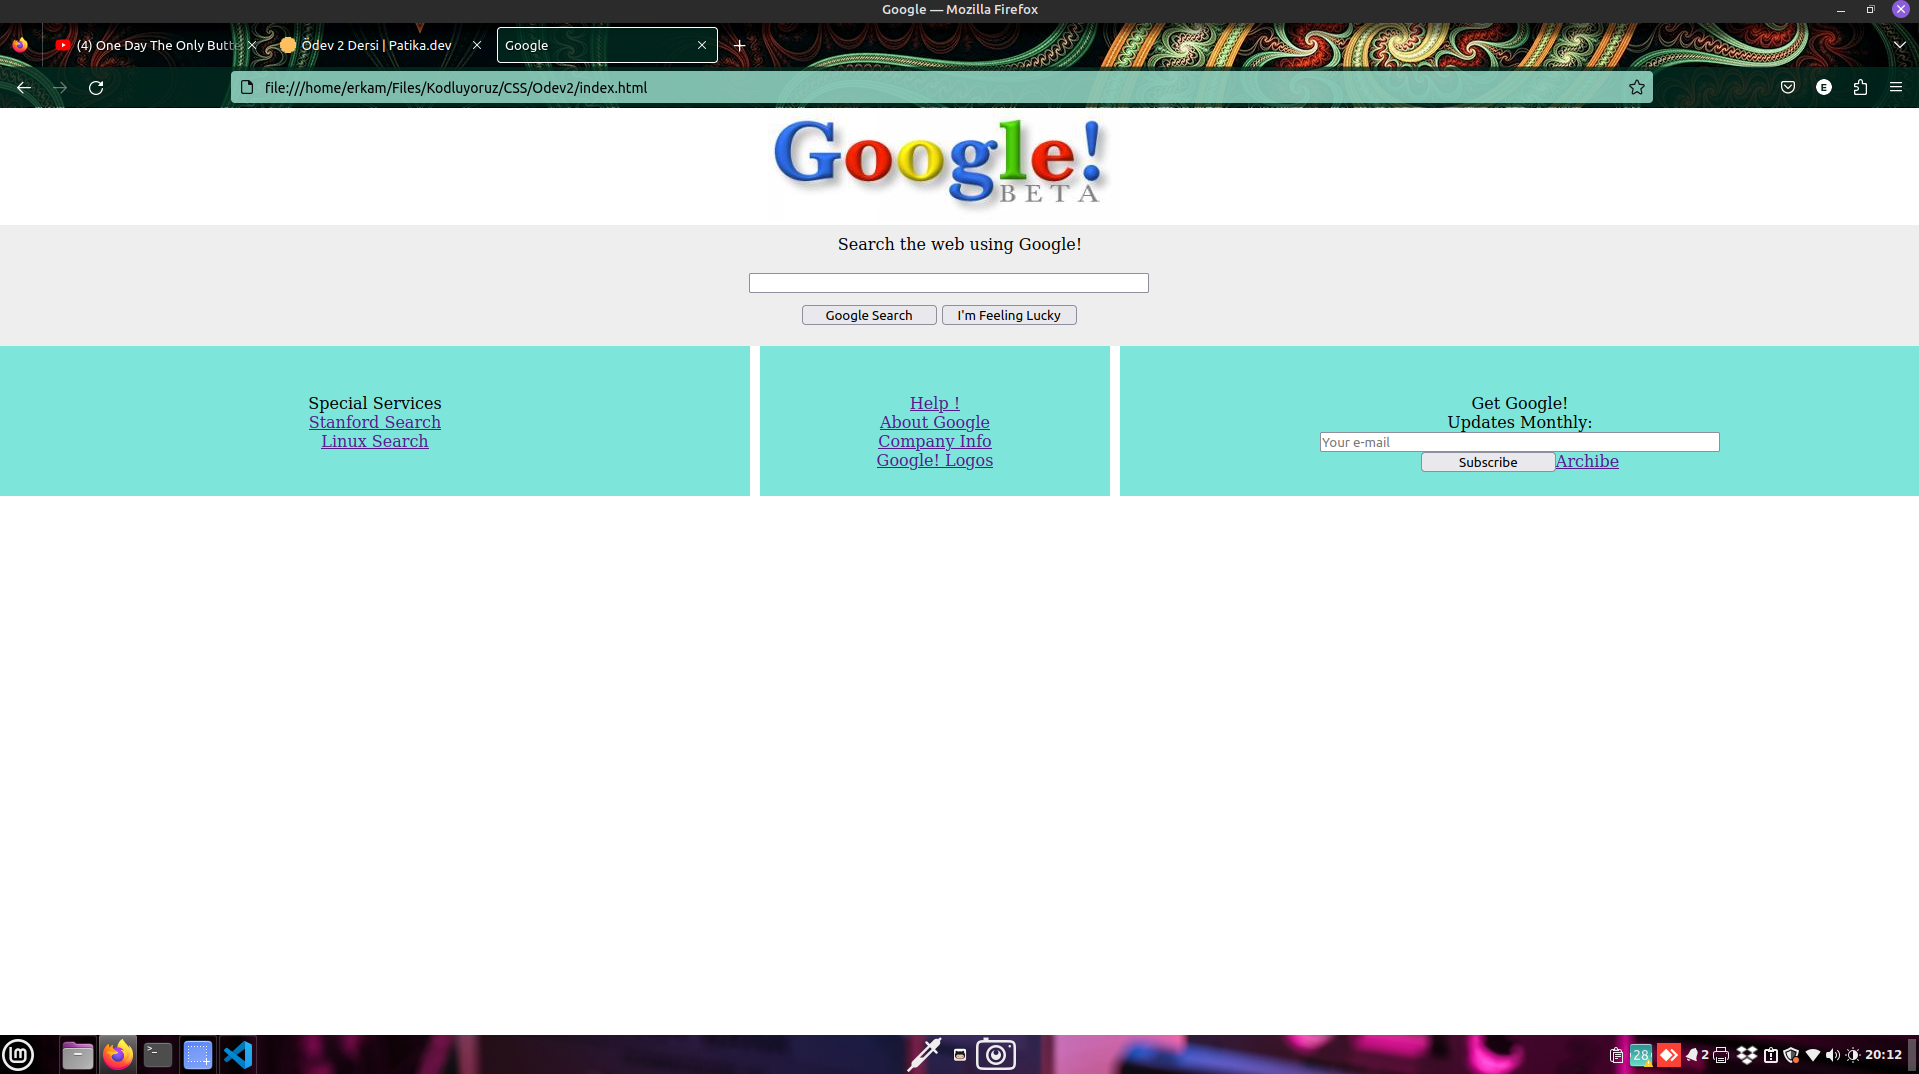 Google — Mozilla Firefox
(4) One Day The Only Butte
Ödev 2 Dersi | Patika.dev
Google
file:///home/erkam/Files/Kodluyoruz/CSS/Odev2/index.html
E
Google!
BETA
Search the web using Google!
Google Search
I'm Feeling Lucky
Special Services
Stanford Search
Linux Search
Help !
About Google
Company Info
Google! Logos
Get Google!
Updates Monthly:
Your e-mail
Subscribe
Archibe
28
2
20:12